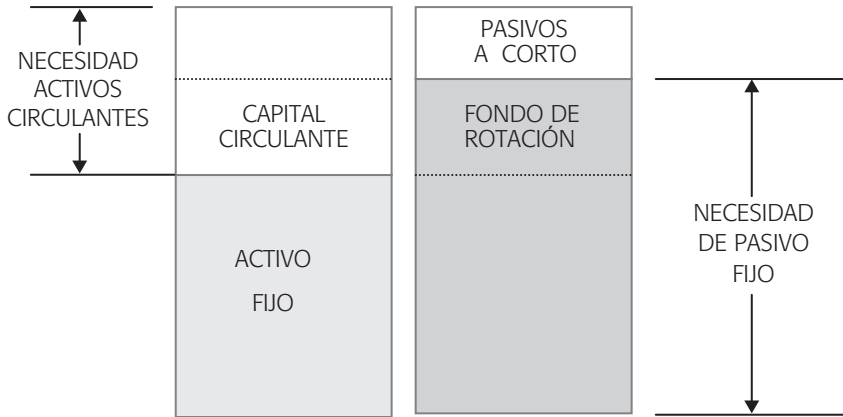 NECESIDAD
ACTIVOS
CIRCULANTES
CAPITAL
CIRCULANTE
ACTIVO
FIJO
PASIVOS
A CORTO
FONDO DE
ROTACIÓN
NECESIDAD
DE PASIVO
FIJO